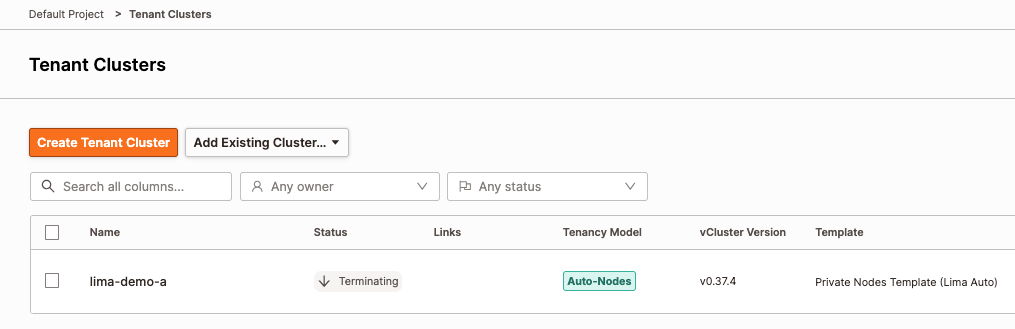 Default Project > Tenant Clusters
Tenant Clusters
Create Tenant Cluster Add Existing Cluster...
Search all columns... Any owner Any status
Name Status Links Tenancy Model vCluster Version Template
lima-demo-a Terminating Auto-Nodes v0.37.4 Private Nodes Template (Lima Auto)